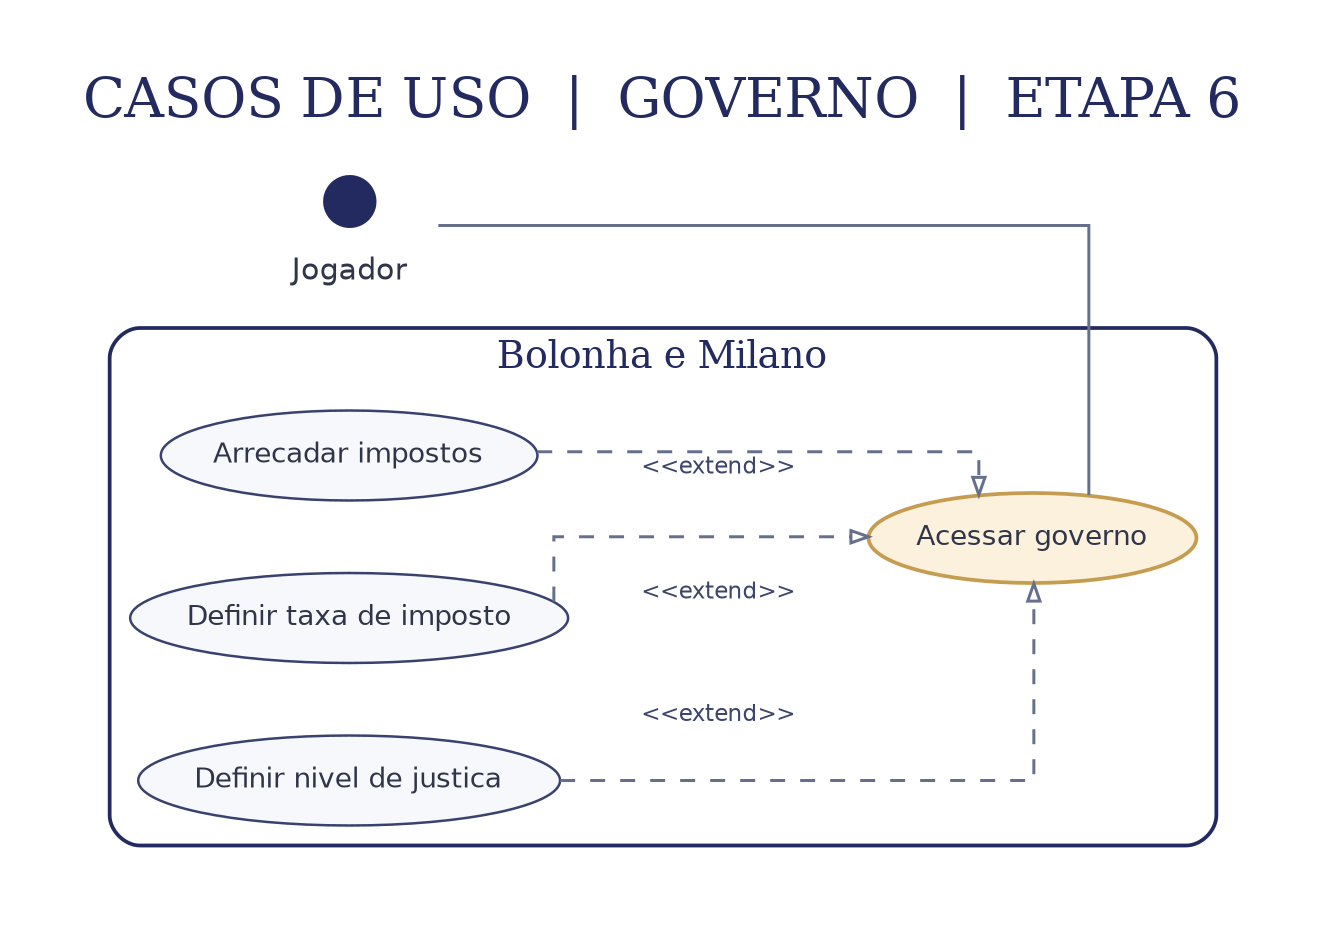 CASOS DE USO | GOVERNO | ETAPA 6
Jogador
Bolonha e Milano
Arrecadar impostos
<<extend>>
Acessar governo
<<extend>>
Definir taxa de imposto
<<extend>>
Definir nivel de justica